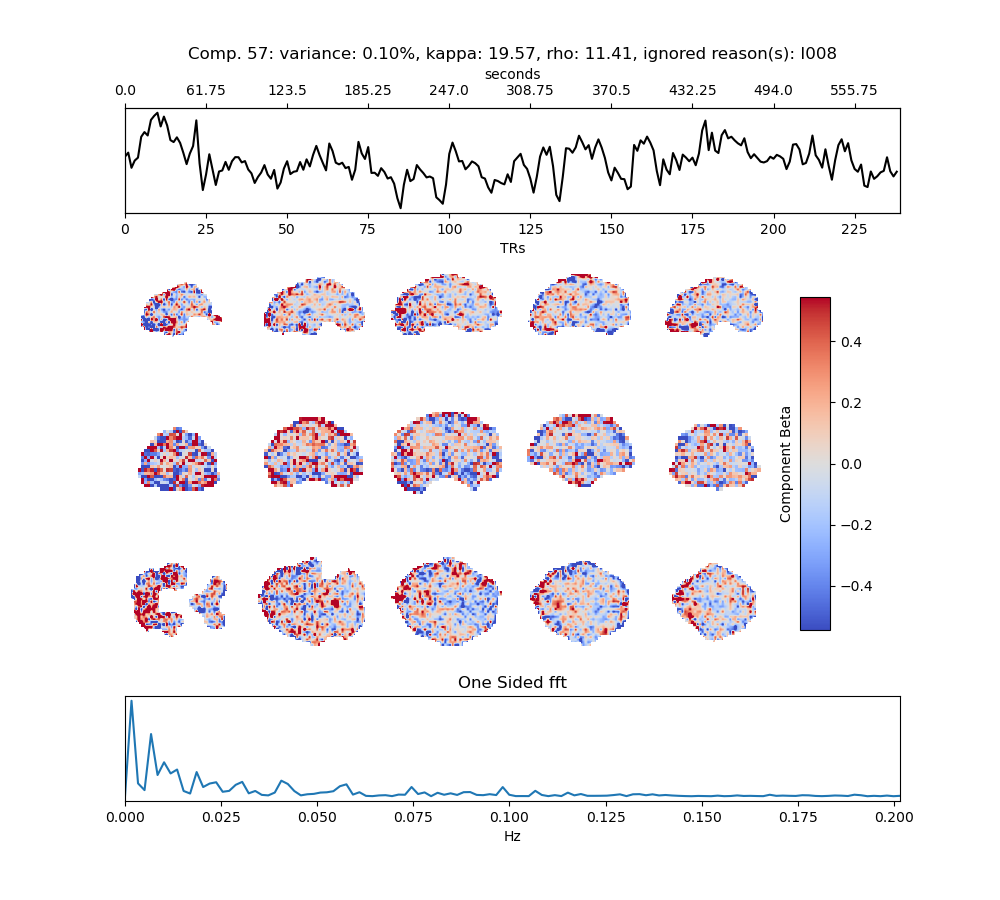 Comp. 57: variance: 0.10%, kappa: 19.57, rho: 11.41, ignored reason(s): I008
seconds
0.0 61.75 123.5 185.25 247.0 308.75 370.5 432.25 494.0 555.75
0 25 50 75 100 125 150 175 200 225
TRs
0.4
0.2
0.0
−0.2
−0.4
Component Beta
One Sided fft
0.000 0.025 0.050 0.075 0.100 0.125 0.150 0.175 0.200
Hz